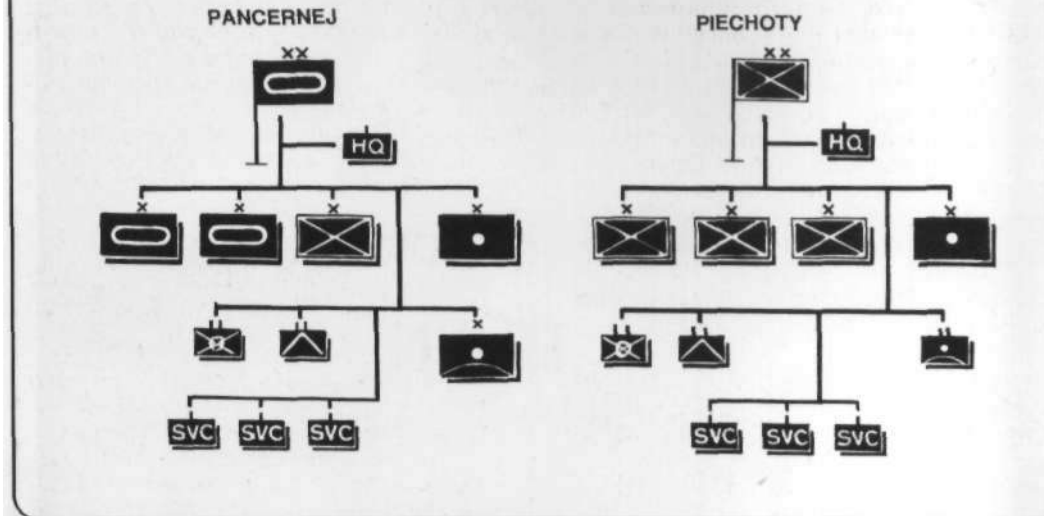 PANCERNEJ
PIECHOTY
HQ
HQ
SVC SVC SVC
SVC SVC SVC